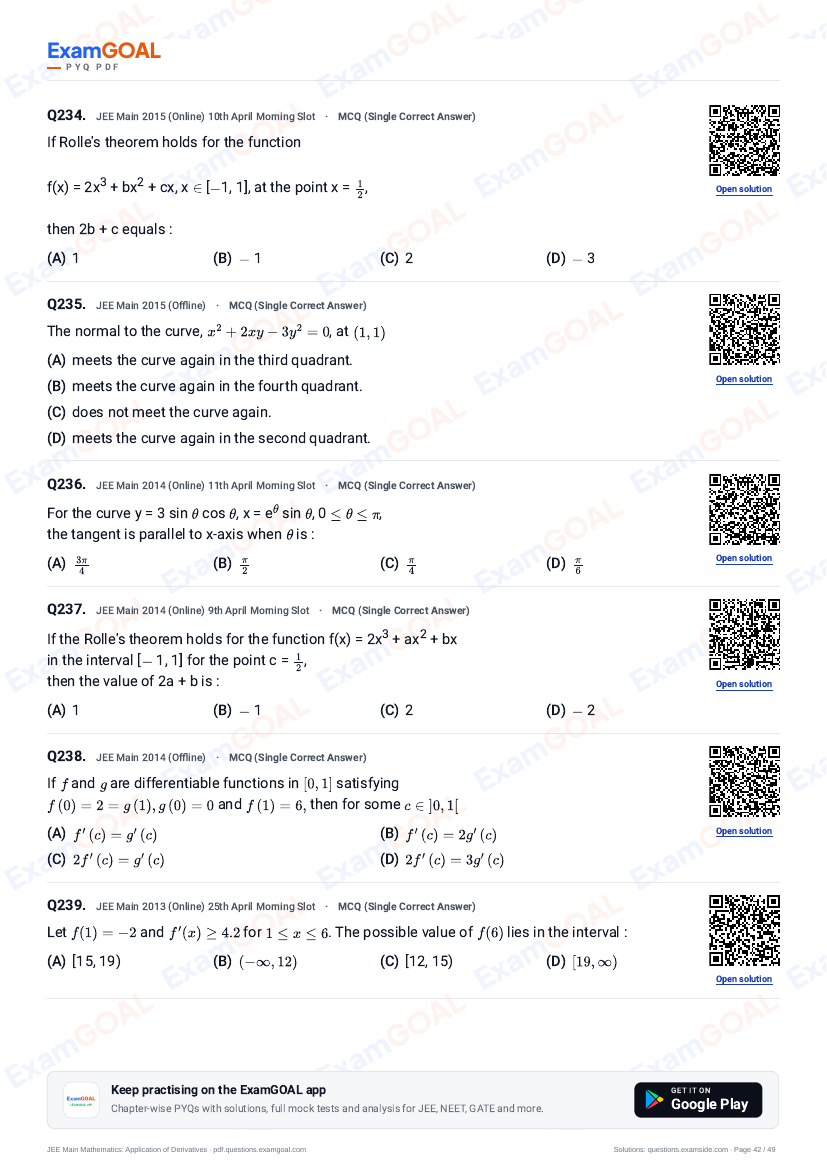 ExamGOAL
PYQ PDF
Q234. JEE Main 2015 (Online) 10th April Morning Slot · MCQ (Single Correct Answer)
If Rolle's theorem holds for the function
f(x) = 2x³ + bx² + cx, x ∈ [−1, 1], at the point x = 1/2,
then 2b + c equals :
(A) 1 (B) − 1 (C) 2 (D) − 3
Open solution
Q235. JEE Main 2015 (Offline) · MCQ (Single Correct Answer)
The normal to the curve, x² + 2xy − 3y² = 0, at (1, 1)
(A) meets the curve again in the third quadrant.
(B) meets the curve again in the fourth quadrant.
(C) does not meet the curve again.
(D) meets the curve again in the second quadrant.
Open solution
Q236. JEE Main 2014 (Online) 11th April Morning Slot · MCQ (Single Correct Answer)
For the curve y = 3 sin θ cos θ, x = e^θ sin θ, 0 ≤ θ ≤ π,
the tangent is parallel to x-axis when θ is :
(A) 3π/4 (B) π/2 (C) π/4 (D) π/6
Open solution
Q237. JEE Main 2014 (Online) 9th April Morning Slot · MCQ (Single Correct Answer)
If the Rolle's theorem holds for the function f(x) = 2x³ + ax² + bx
in the interval [− 1, 1] for the point c = 1/2,
then the value of 2a + b is :
(A) 1 (B) − 1 (C) 2 (D) − 2
Open solution
Q238. JEE Main 2014 (Offline) · MCQ (Single Correct Answer)
If f and g are differentiable functions in [0, 1] satisfying
f (0) = 2 = g (1), g (0) = 0 and f (1) = 6, then for some c ∈ ]0, 1[
(A) f′ (c) = g′ (c) (B) f′ (c) = 2g′ (c)
(C) 2f′ (c) = g′ (c) (D) 2f′ (c) = 3g′ (c)
Open solution
Q239. JEE Main 2013 (Online) 25th April Morning Slot · MCQ (Single Correct Answer)
Let f(1) = −2 and f′(x) ≥ 4.2 for 1 ≤ x ≤ 6. The possible value of f(6) lies in the interval :
(A) [15, 19) (B) (−∞, 12) (C) [12, 15) (D) [19, ∞)
Open solution
Keep practising on the ExamGOAL app
Chapter-wise PYQs with solutions, full mock tests and analysis for JEE, NEET, GATE and more.
GET IT ON
Google Play
JEE Main Mathematics: Application of Derivatives · pdf.questions.examgoal.com
Solutions: questions.examside.com · Page 42 / 49